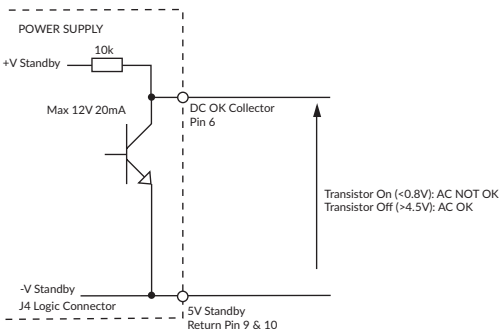 POWER SUPPLY
10k
+V Standby
DC OK Collector
Pin 6
Max 12V 20mA
Transistor On (<0.8V): AC NOT OK
Transistor Off (>4.5V): AC OK
-V Standby
J4 Logic Connector
5V Standby
Return Pin 9 & 10